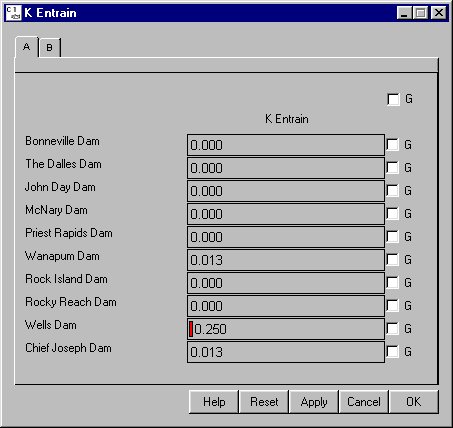 K Entrain
A B
G
K Entrain
Bonneville Dam 0.000 G
The Dalles Dam 0.000 G
John Day Dam 0.000 G
McNary Dam 0.000 G
Priest Rapids Dam 0.000 G
Wanapum Dam 0.013 G
Rock Island Dam 0.000 G
Rocky Reach Dam 0.000 G
Wells Dam 0.250 G
Chief Joseph Dam 0.013 G
Help Reset Apply Cancel OK